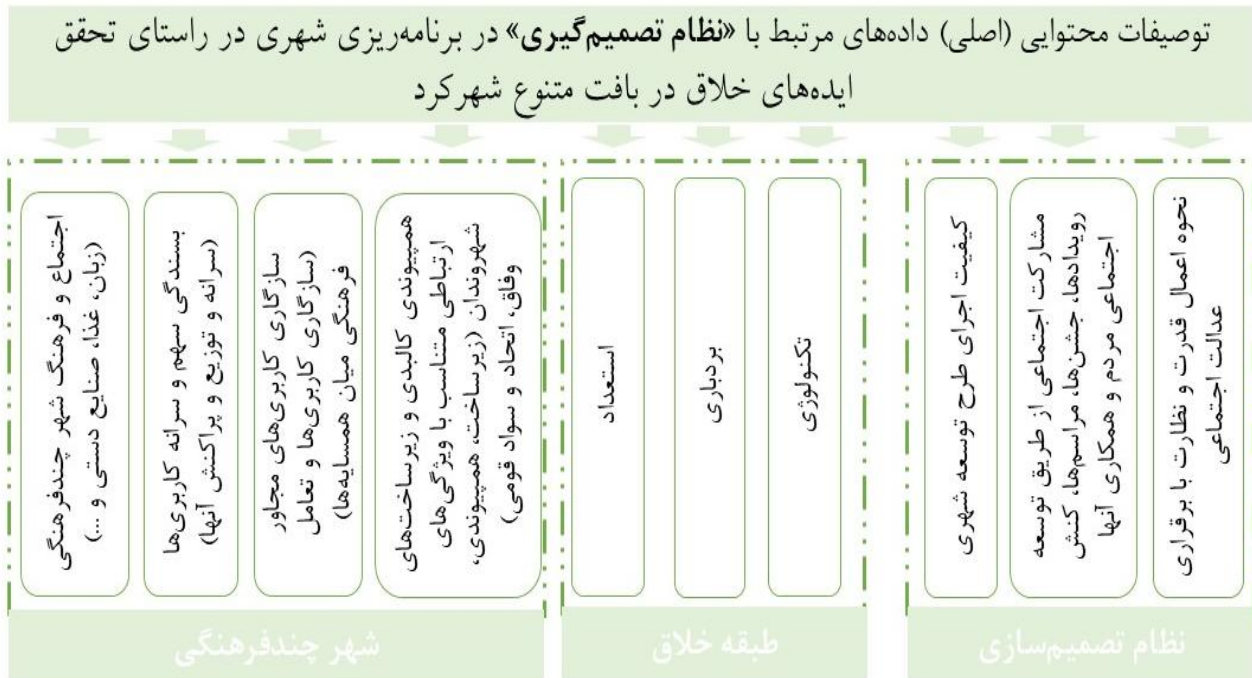 توصیفات محتوایی (اصلی) داده‌های مرتبط با «نظام تصمیم‌گیری» در برنامه‌ریزی شهری در راستای تحقق
ایده‌های خلاق در بافت متنوع شهرکرد
نحوه اعمال قدرت و نظارت با برقراری
عدالت اجتماعی
مشارکت اجتماعی از طریق توسعه
رویدادها، جشن‌ها، مراسم‌ها، کنش
اجتماعی مردم و همکاری آنها
کیفیت اجرای طرح توسعه شهری
نظام تصمیم‌سازی
تکنولوژی
بردباری
استعداد
طبقه خلاق
همپیوندی کالبدی و زیرساخت‌های
ارتباطی متناسب با ویژگی‌های
شهروندان (زیرساخت، همپیوندی،
وفاق، اتحاد و سواد قومی)
سازگاری کاربری‌های مجاور
(سازگاری کاربری‌ها و تعامل
فرهنگی میان همسایه‌ها)
بسندگی سهم و سرانه کاربری‌ها
(سرانه و توزیع و پراکنش آنها)
اجتماع و فرهنگ شهر چندفرهنگی
(زبان، غذا، صنایع دستی و ...)
شهر چندفرهنگی